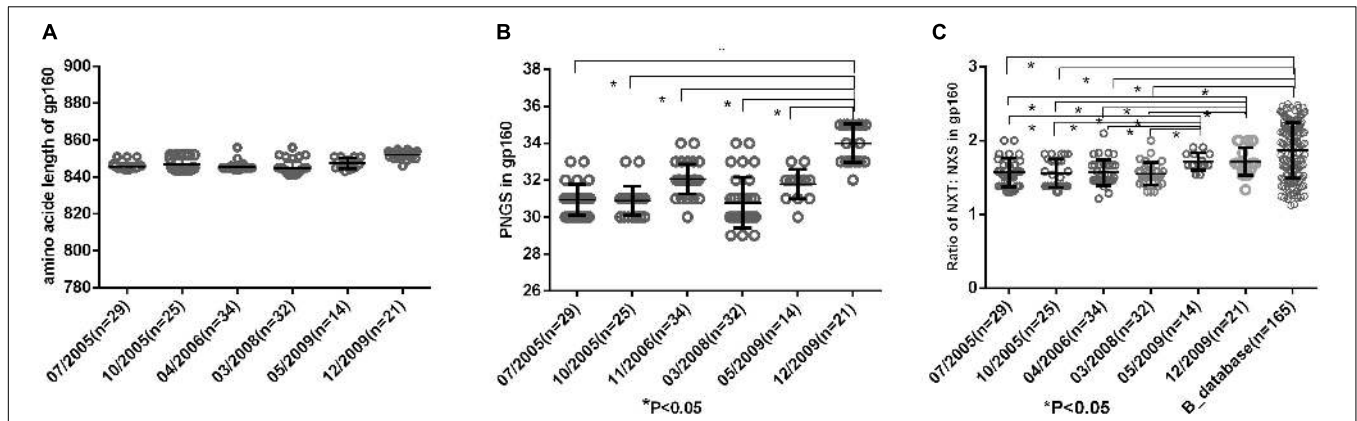 A
amino acide length of gp160
900
880
860
840
820
800
780
07/2005(n=29)
10/2005(n=25)
04/2006(n=34)
03/2008(n=32)
05/2009(n=14)
12/2009(n=21)
B
PNGS in gp160
38
36
34
32
30
28
26
*
*
*
*
07/2005(n=29)
10/2005(n=25)
11/2006(n=34)
03/2008(n=32)
05/2009(n=14)
12/2009(n=21)
*P<0.05
C
Ratio of NXT: NXS in gp160
3
2
1
0
*
*
* *
* * *
* * * *
* * *
07/2005(n=29)
10/2005(n=25)
04/2006(n=34)
03/2008(n=32)
05/2009(n=14)
12/2009(n=21)
B_database(n=165)
*P<0.05